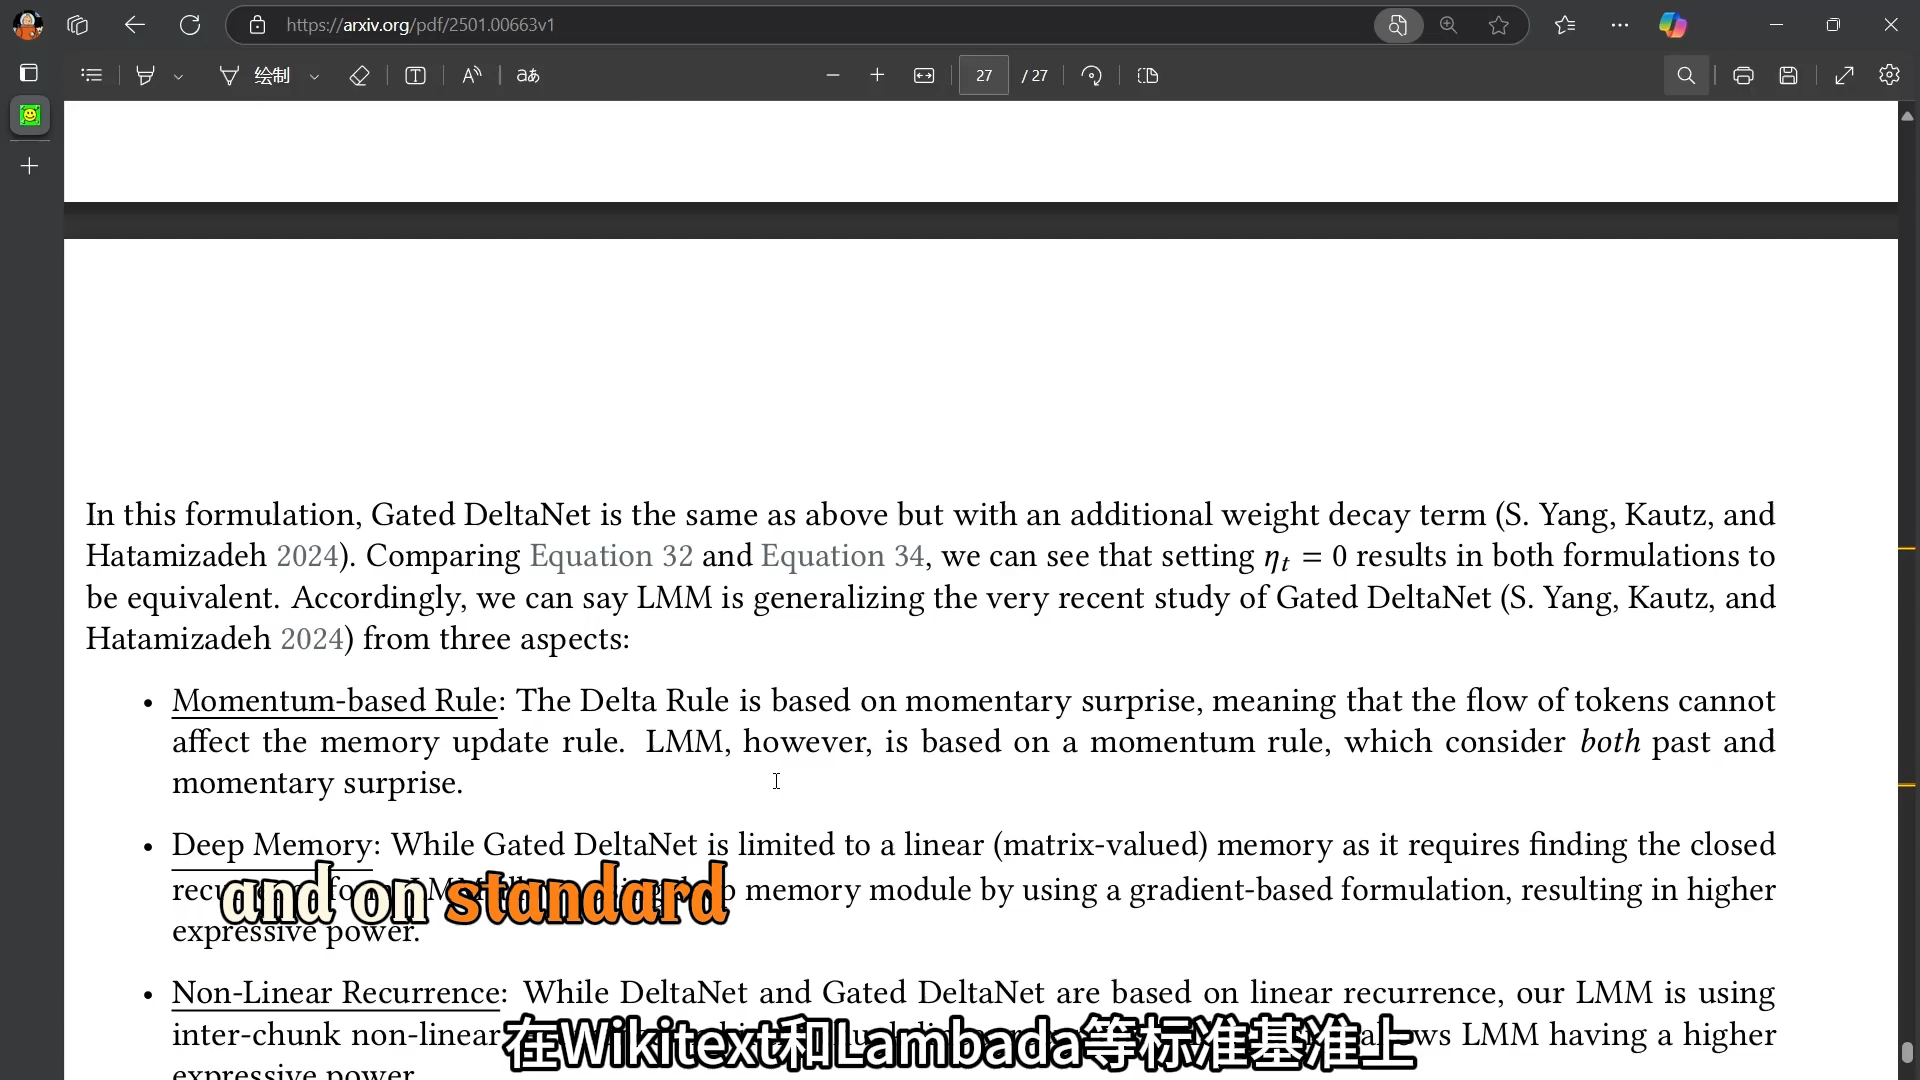 https://arxiv.org/pdf/2501.00663v1
绘制
aあ
27 / 27
In this formulation, Gated DeltaNet is the same as above but with an additional weight decay term (S. Yang, Kautz, and
Hatamizadeh 2024). Comparing Equation 32 and Equation 34, we can see that setting ηt = 0 results in both formulations to
be equivalent. Accordingly, we can say LMM is generalizing the very recent study of Gated DeltaNet (S. Yang, Kautz, and
Hatamizadeh 2024) from three aspects:
• Momentum-based Rule: The Delta Rule is based on momentary surprise, meaning that the flow of tokens cannot
affect the memory update rule. LMM, however, is based on a momentum rule, which consider both past and
momentary surprise.
• Deep Memory: While Gated DeltaNet is limited to a linear (matrix-valued) memory as it requires finding the closed
memory module by using a gradient-based formulation, resulting in higher
and on standard
expressive power.
• Non-Linear Recurrence: While DeltaNet and Gated DeltaNet are based on linear recurrence, our LMM is using
inter-chunk non-linear LMM having a higher
在Wikitext和Lambada等标准基准上
expressive power.